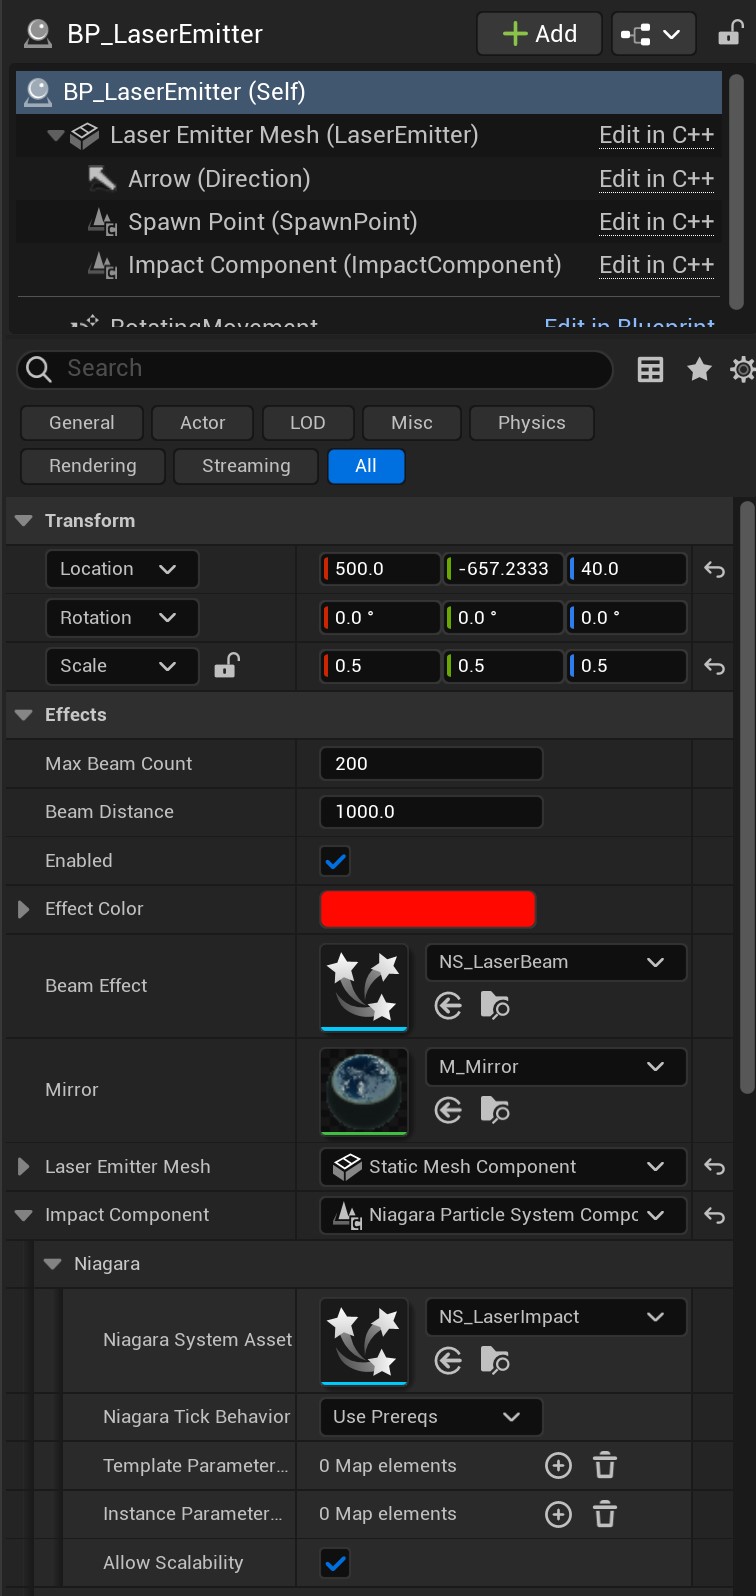 BP_LaserEmitter
Add
BP_LaserEmitter (Self)
Laser Emitter Mesh (LaserEmitter) Edit in C++
Arrow (Direction) Edit in C++
Spawn Point (SpawnPoint) Edit in C++
Impact Component (ImpactComponent) Edit in C++
RotatingMovement Edit in Blueprint
Search
General Actor LOD Misc Physics
Rendering Streaming All
Transform
Location 500.0 -657.2333 40.0
Rotation 0.0 ° 0.0 ° 0.0 °
Scale 0.5 0.5 0.5
Effects
Max Beam Count 200
Beam Distance 1000.0
Enabled
Effect Color
NS_LaserBeam
Beam Effect
M_Mirror
Mirror
Laser Emitter Mesh Static Mesh Component
Impact Component Niagara Particle System Compo
Niagara
NS_LaserImpact
Niagara System Asset
Niagara Tick Behavior Use Prereqs
Template Parameter... 0 Map elements
Instance Parameter... 0 Map elements
Allow Scalability